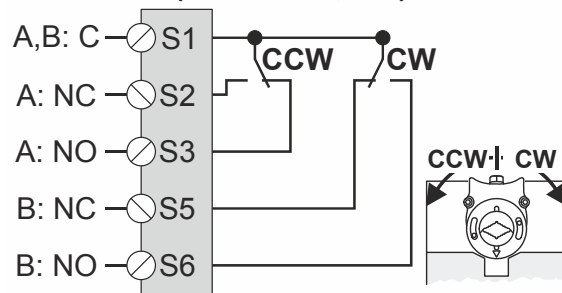 A,B: C S1
CCW CW
A: NC S2
A: NO S3
CCW CW
B: NC S5
B: NO S6